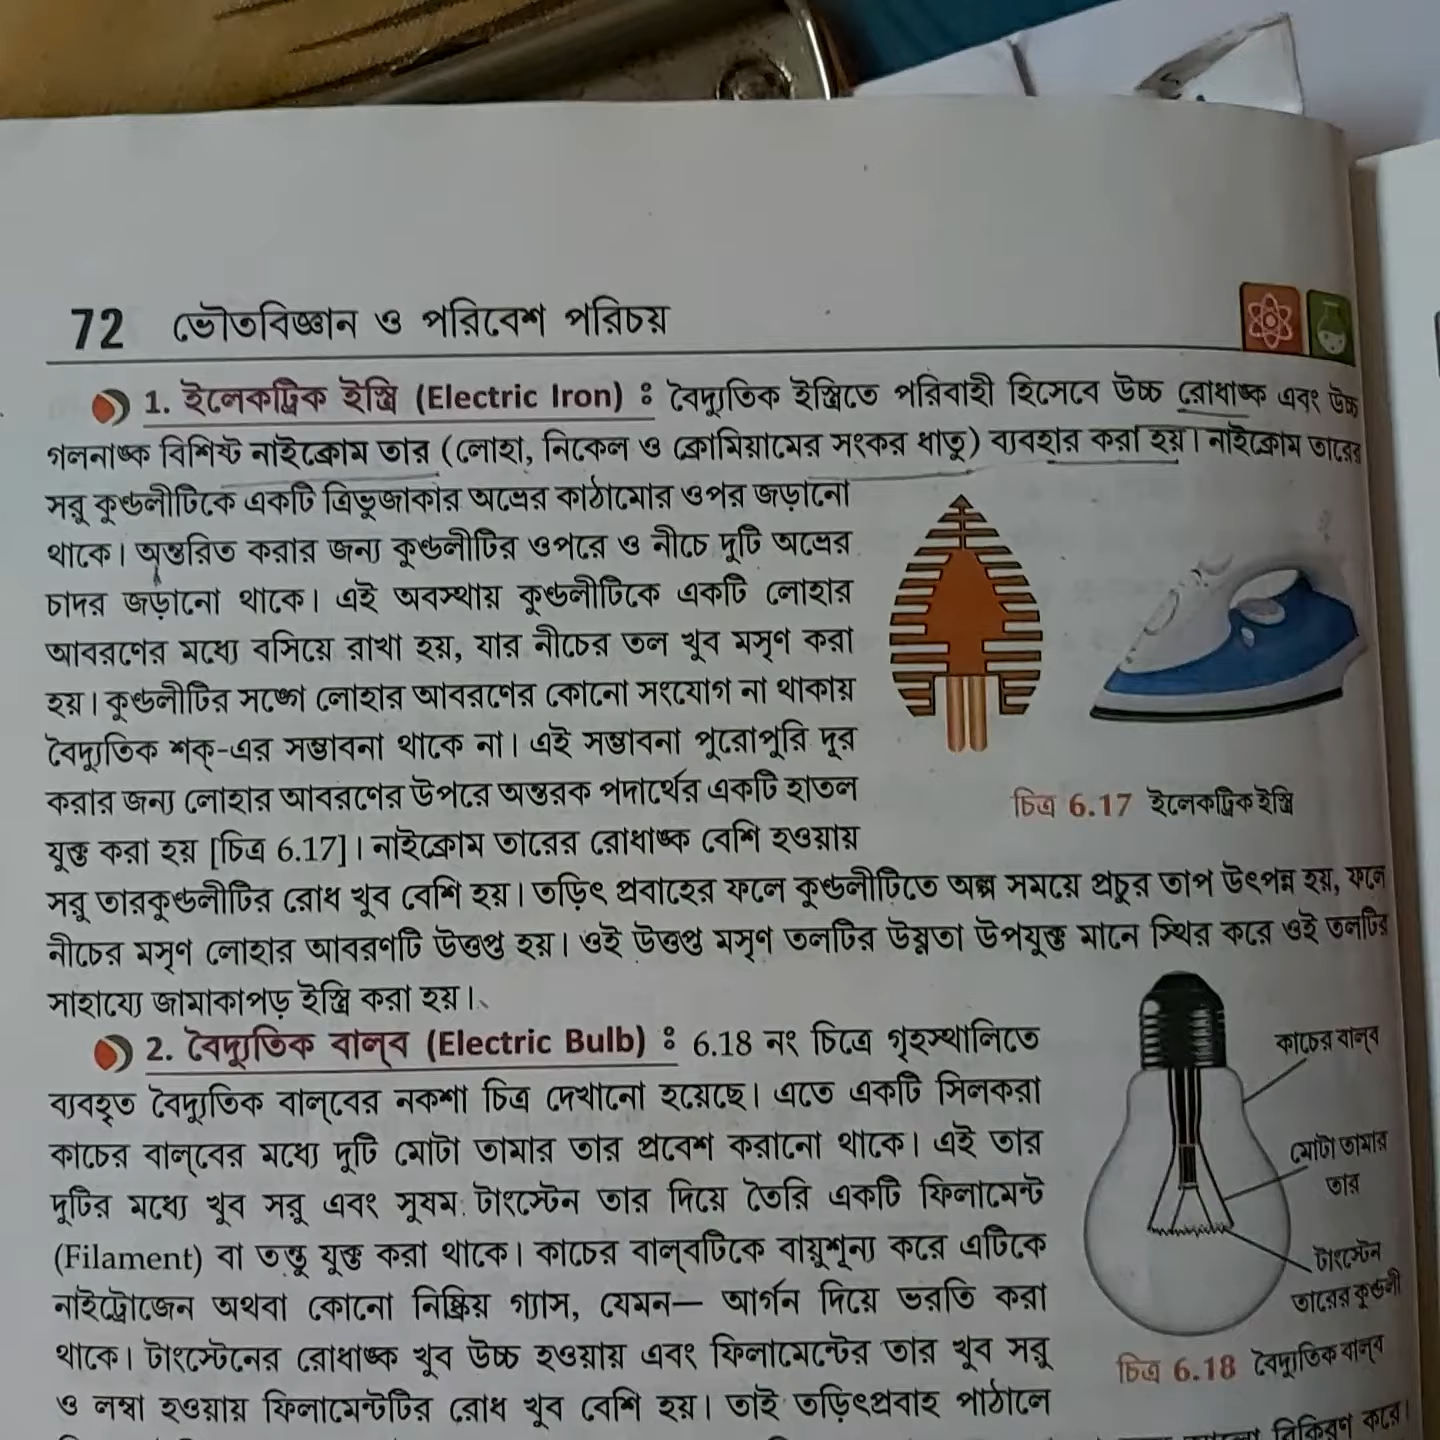 72 ভৌতবিজ্ঞান ও পরিবেশ পরিচয়
1. ইলেকট্রিক ইস্ত্রি (Electric Iron) : বৈদ্যুতিক ইস্ত্রিতে পরিবাহী হিসেবে উচ্চ রোধাঙ্ক এবং উচ্চ
গলনাঙ্ক বিশিষ্ট নাইক্রোম তার (লোহা, নিকেল ও ক্রোমিয়ামের সংকর ধাতু) ব্যবহার করা হয়। নাইক্রোম তারের
সরু কুণ্ডলীটিকে একটি ত্রিভুজাকার অভ্রের কাঠামোর ওপর জড়ানো
থাকে। অন্তরিত করার জন্য কুণ্ডলীটির ওপরে ও নীচে দুটি অভ্রের
চাদর জড়ানো থাকে। এই অবস্থায় কুণ্ডলীটিকে একটি লোহার
আবরণের মধ্যে বসিয়ে রাখা হয়, যার নীচের তল খুব মসৃণ করা
হয়। কুণ্ডলীটির সঙ্গে লোহার আবরণের কোনো সংযোগ না থাকায়
বৈদ্যুতিক শক্‌-এর সম্ভাবনা থাকে না। এই সম্ভাবনা পুরোপুরি দূর
করার জন্য লোহার আবরণের উপরে অন্তরক পদার্থের একটি হাতল
যুক্ত করা হয় [চিত্র 6.17]। নাইক্রোম তারের রোধাঙ্ক বেশি হওয়ায়
চিত্র 6.17 ইলেকট্রিক ইস্ত্রি
সরু তারকুণ্ডলীটির রোধ খুব বেশি হয়। তড়িৎ প্রবাহের ফলে কুণ্ডলীটিতে অল্প সময়ে প্রচুর তাপ উৎপন্ন হয়, ফলে
নীচের মসৃণ লোহার আবরণটি উত্তপ্ত হয়। ওই উত্তপ্ত মসৃণ তলটির উষ্ণতা উপযুক্ত মানে স্থির করে ওই তলটির
সাহায্যে জামাকাপড় ইস্ত্রি করা হয়।
2. বৈদ্যুতিক বাল্‌ব (Electric Bulb) : 6.18 নং চিত্রে গৃহস্থালিতে
ব্যবহৃত বৈদ্যুতিক বাল্‌বের নকশা চিত্র দেখানো হয়েছে। এতে একটি সিলকরা
কাচের বাল্‌বের মধ্যে দুটি মোটা তামার তার প্রবেশ করানো থাকে। এই তার
দুটির মধ্যে খুব সরু এবং সুষম টাংস্টেন তার দিয়ে তৈরি একটি ফিলামেন্ট
(Filament) বা তন্তু যুক্ত করা থাকে। কাচের বাল্‌বটিকে বায়ুশূন্য করে এটিকে
নাইট্রোজেন অথবা কোনো নিষ্ক্রিয় গ্যাস, যেমন— আর্গন দিয়ে ভরতি করা
থাকে। টাংস্টেনের রোধাঙ্ক খুব উচ্চ হওয়ায় এবং ফিলামেন্টের তার খুব সরু
ও লম্বা হওয়ায় ফিলামেন্টটির রোধ খুব বেশি হয়। তাই তড়িৎপ্রবাহ পাঠালে
কাচের বাল্‌ব
মোটা তামার
তার
টাংস্টেন
তারের কুণ্ডলী
চিত্র 6.18 বৈদ্যুতিক বাল্‌ব
বিকিরণ করে।